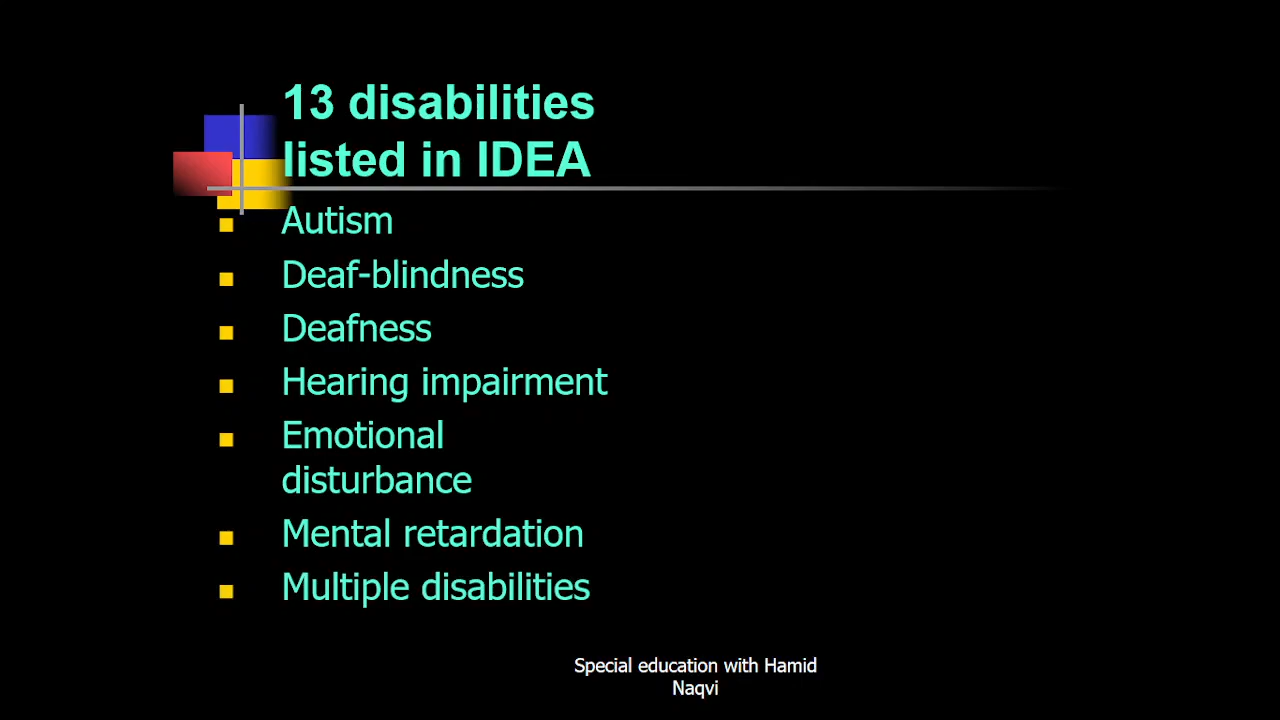 13 disabilities
listed in IDEA
Autism
Deaf-blindness
Deafness
Hearing impairment
Emotional
disturbance
Mental retardation
Multiple disabilities
Special education with Hamid
Naqvi